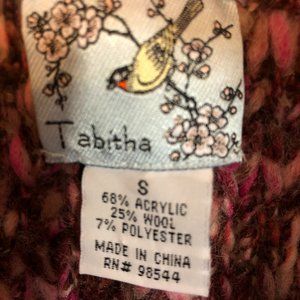 Tabitha
S
68% ACRYLIC
25% WOOL
7% POLYESTER
MADE IN CHINA
RN# 98544